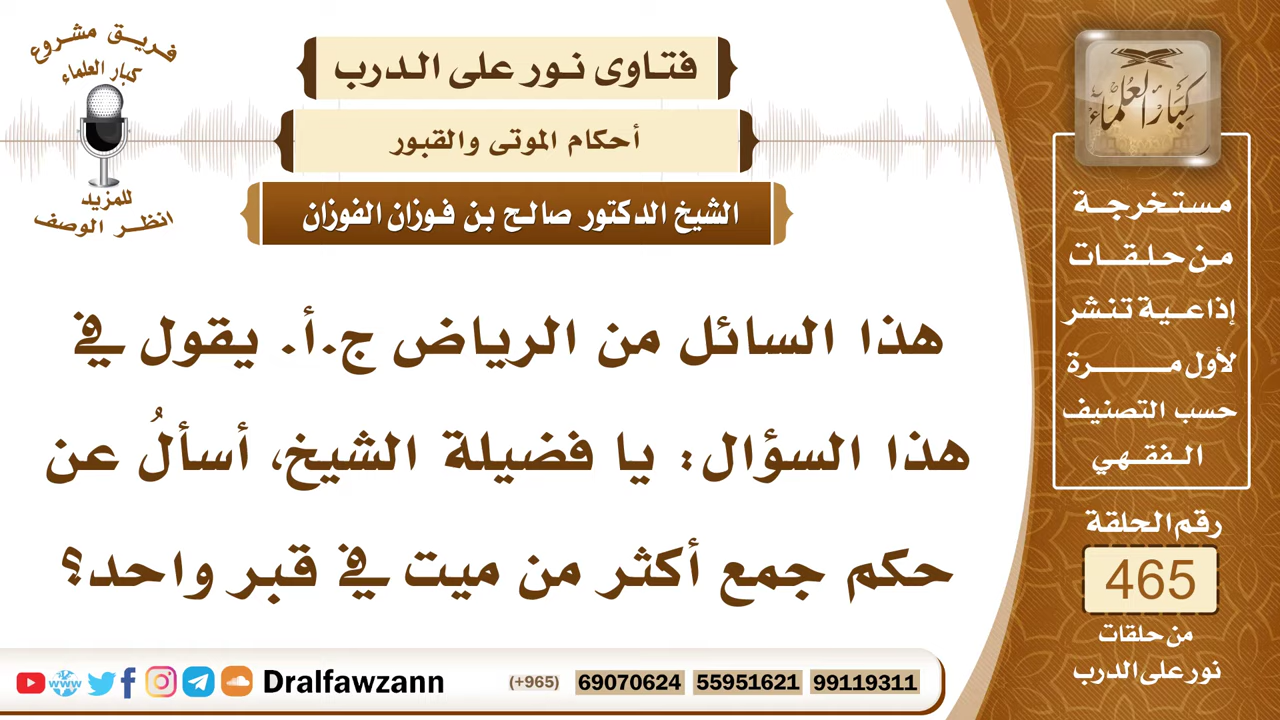 فريق مشروع
كبار العلماء
للمزيد
انظر الوصف
فتاوى نور على الدرب
أحكام الموتى والقبور
الشيخ الدكتور صالح بن فوزان الفوزان
هذا السائل من الرياض ج.أ. يقول في
هذا السؤال: يا فضيلة الشيخ، أسألُ عن
حكم جمع أكثر من ميت في قبر واحد؟
كبار العلماء
مستخرجة
من حلقات
إذاعية تنشر
لأول مرة
حسب التصنيف
الفقهي
رقم الحلقة
465
من حلقات
نور على الدرب
www
Dralfawzann
(+965) 69070624 55951621 99119311